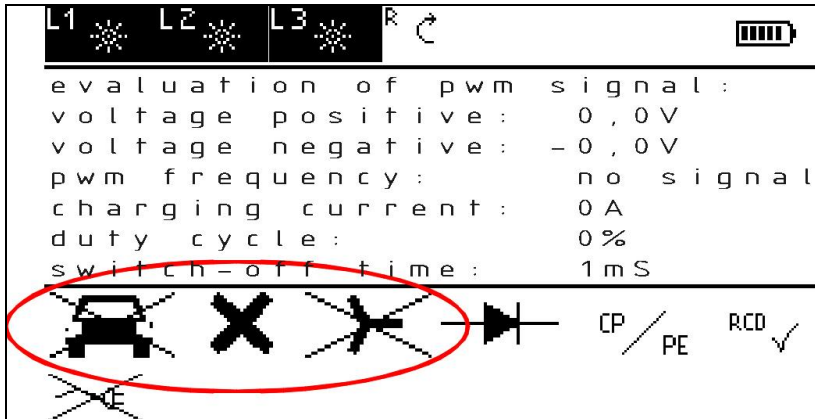 L1 L2 L3 R
evaluation of pwm signal:
voltage positive: 0,0V
voltage negative: -0,0V
pwm frequency: no signal
charging current: 0A
duty cycle: 0%
switch-off time: 1mS
CP/PE RCD